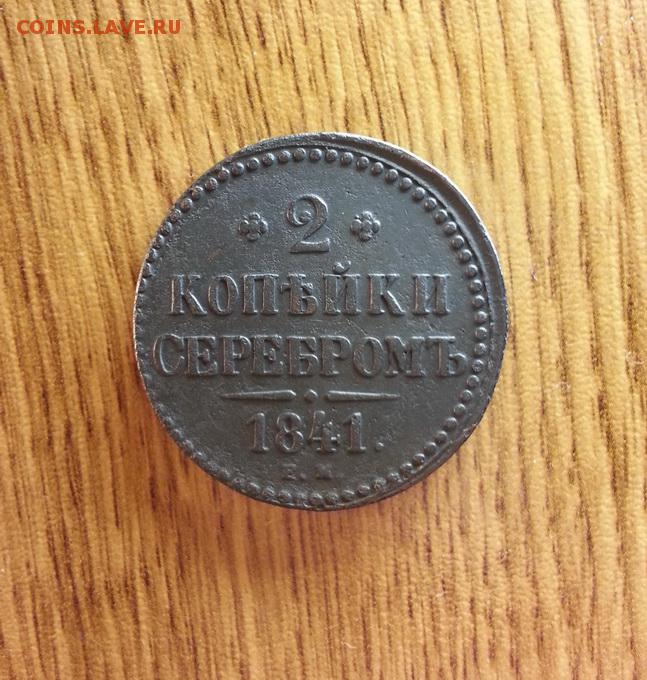 COINS.LAVE.RU
2
КОПѢЙКИ
СЕРЕБРОМЪ
1841.
Е.М